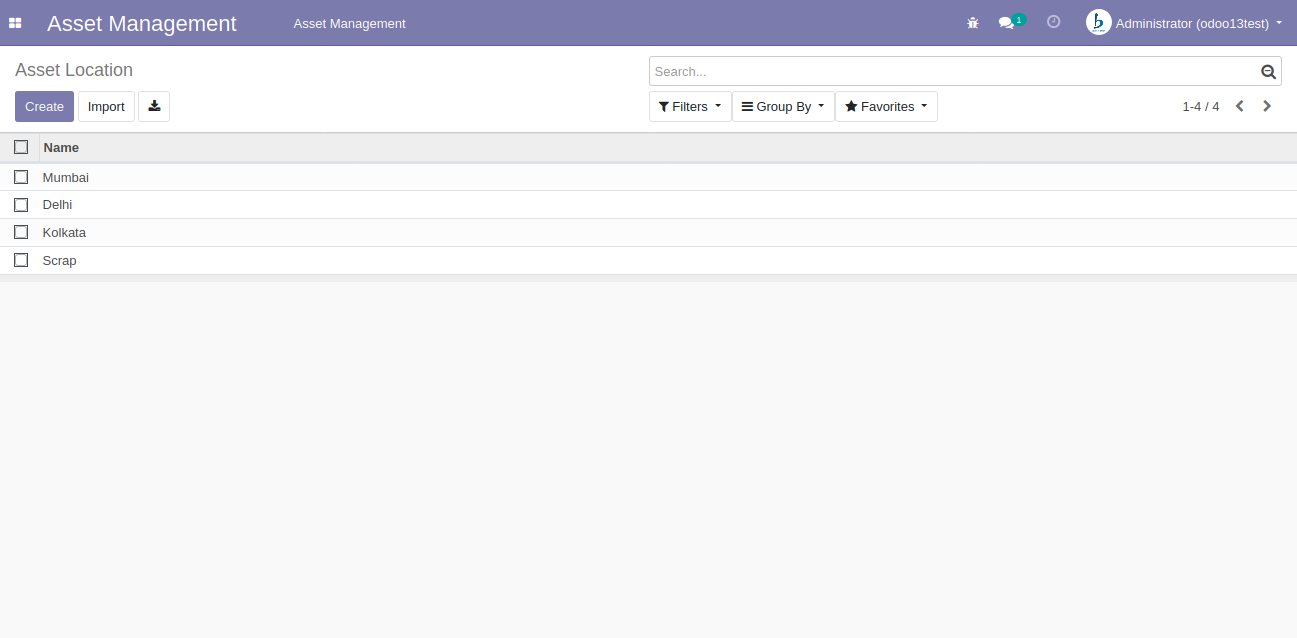 Asset Management Asset Management 1 Administrator (odoo13test)
Asset Location Search...
Create Import Filters Group By Favorites 1-4 / 4
Name
Mumbai
Delhi
Kolkata
Scrap